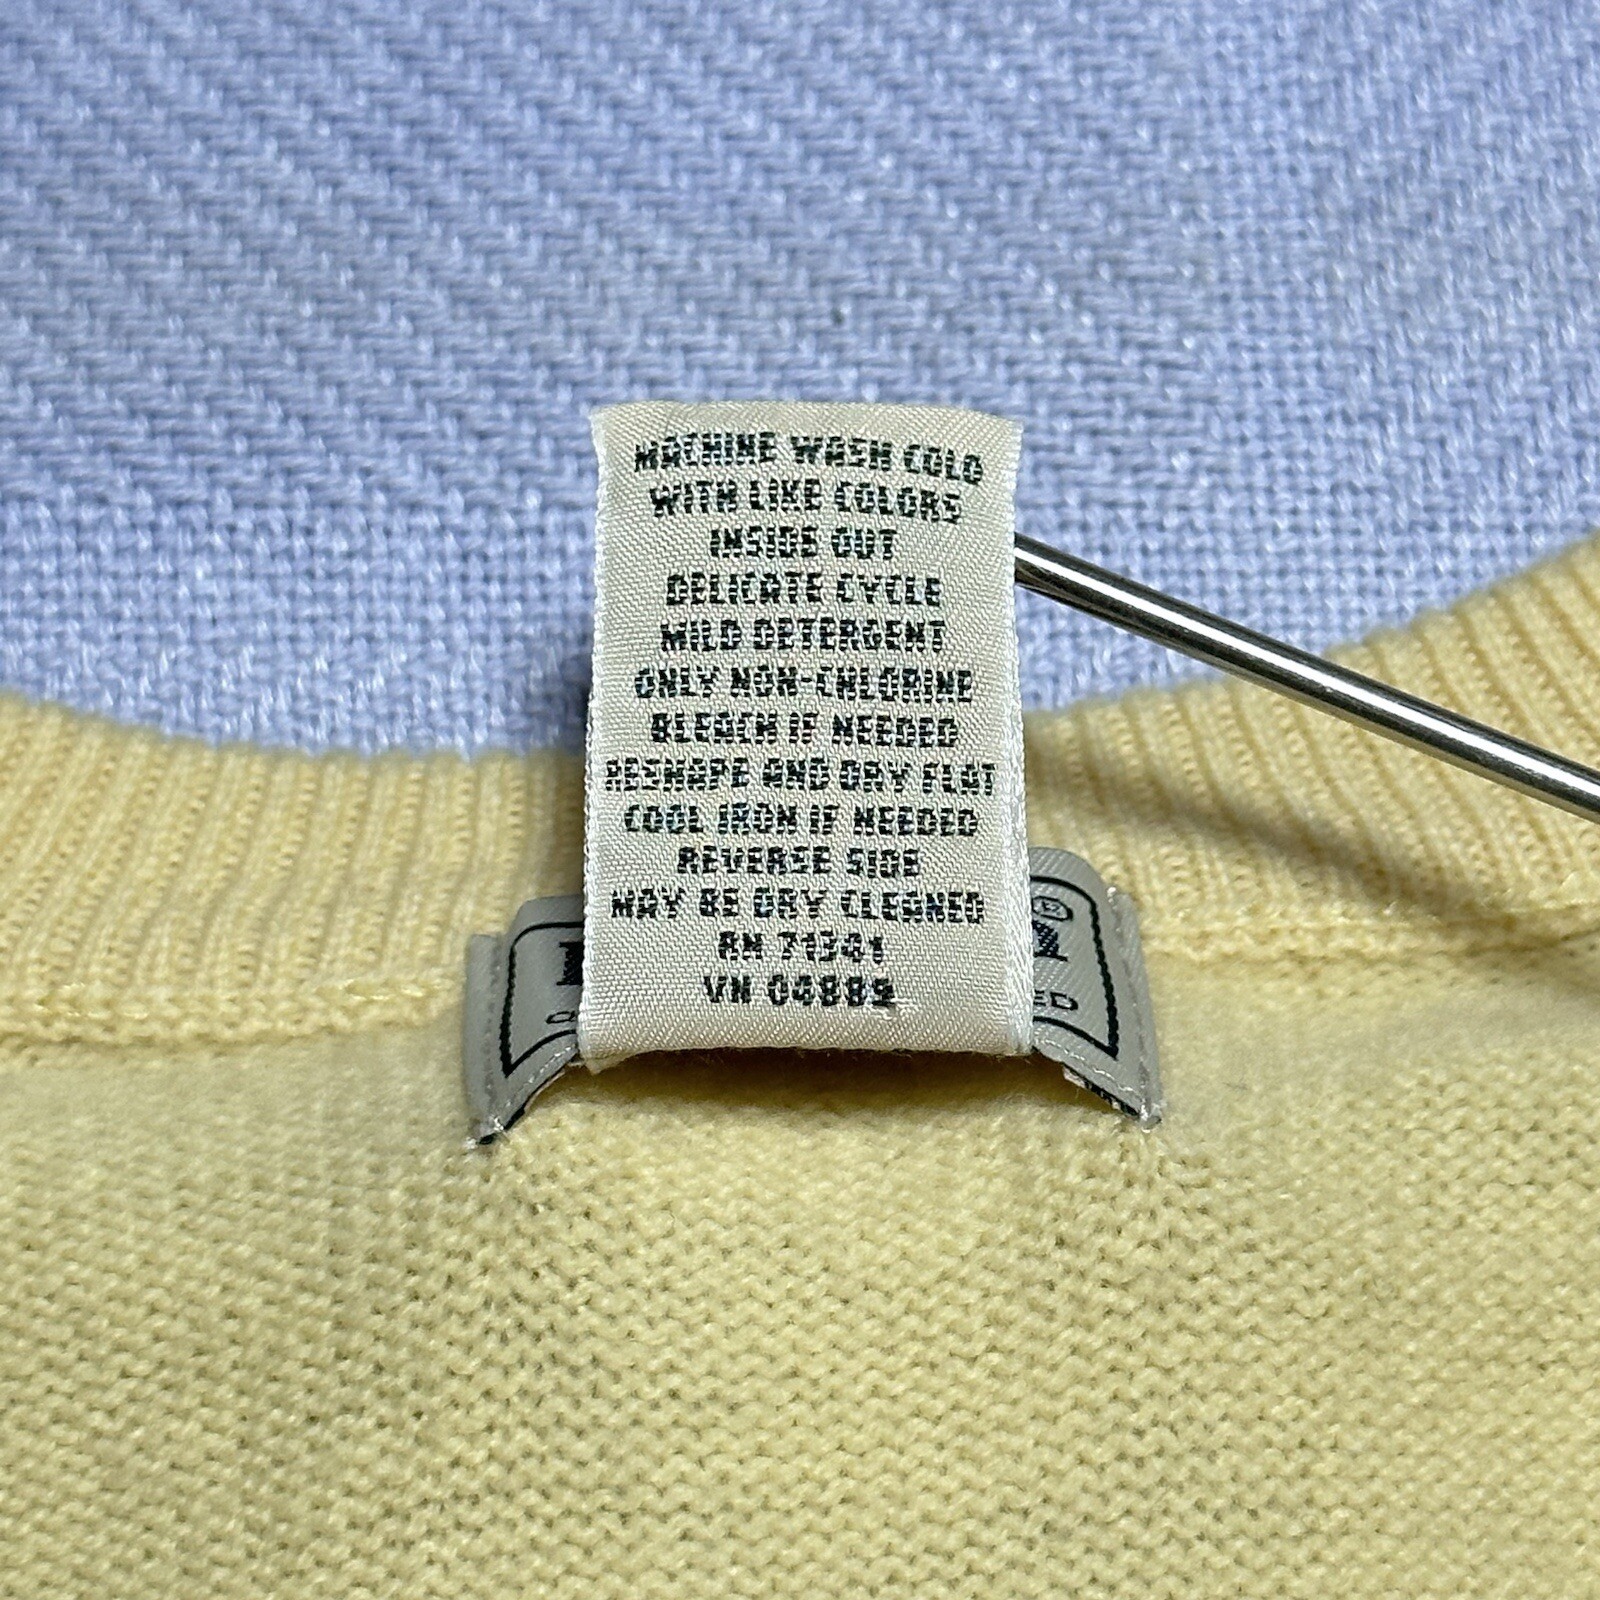 MACHINE WASH COLD
WITH LIKE COLORS
INSIDE OUT
DELICATE CYCLE
MILD DETERGENT
ONLY NON-CHLORINE
BLEACH IF NEEDED
RESHAPE AND DRY FLAT
COOL IRON IF NEEDED
REVERSE SIDE
MAY BE DRY CLEANED
RN 71341
VN 04889